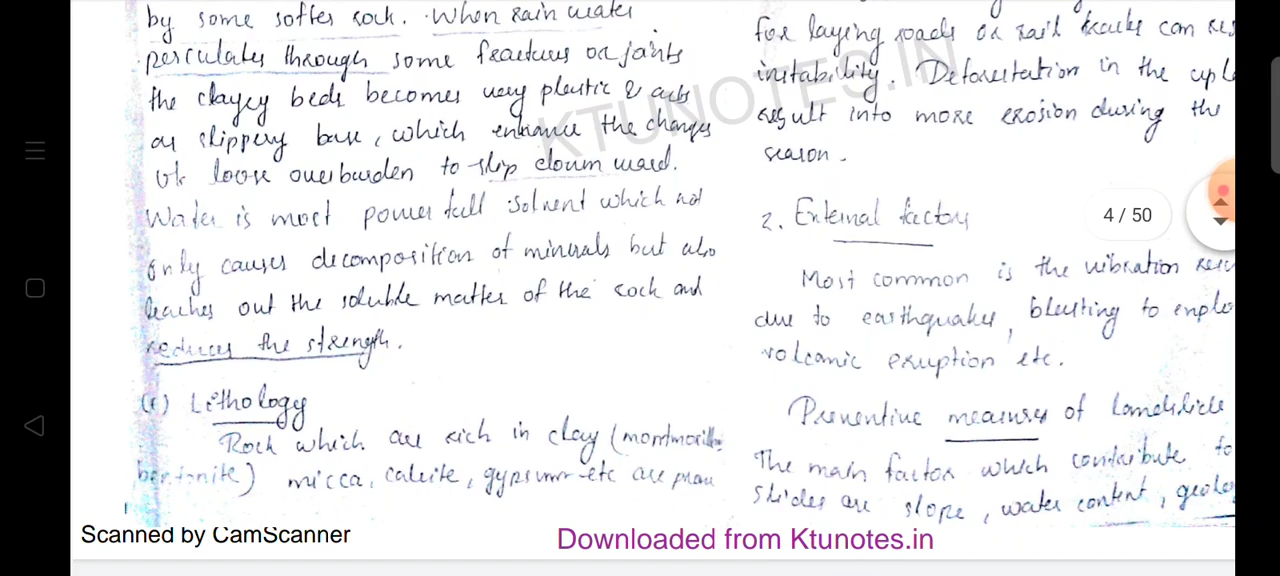 by some softer rock. When rain water
perculates through some fractures or joints
the clayey beds becomes very plastic & acts
as slippery base, which enhance the changes
of loose overburden to slip downward.
Water is most powerfull solvent which not
only causes decomposition of minerals but also
leaches out the soluble matter of the rock and
reduces the strength.
Lithology
Rock which are rich in clay (montmorill
bentonite) micca, calcite, gypsum etc are
Scanned by CamScanner
for laying roads or rail tracks can
instability. Deforestation in the
result into more erosion during the
season.
2. External factors
Most common is the vibration
due to earthquakes, blasting to
volcanic eruption etc.
Preventive measures of landslide
The main factor which contribute to
slides are slope, water content,
KTUNOTES.IN
4 / 50
Downloaded from Ktunotes.in